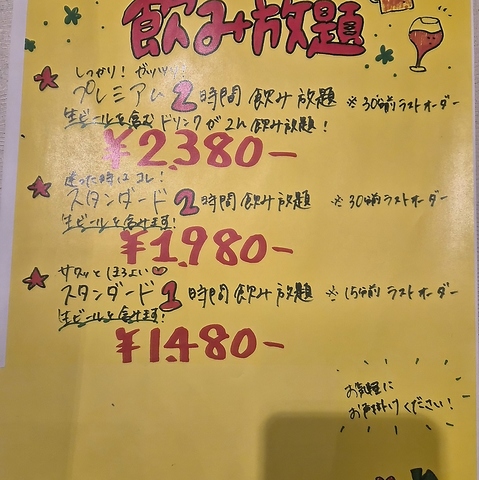 飲み放題
しっかり！ガッツリ！
プレミアム 2時間 飲み放題 ※30分前ラストオーダー
生ビールを含むドリンクが2h飲み放題！
¥2,380-
迷った時はコレ！
スタンダード 2時間 飲み放題 ※30分前ラストオーダー
生ビールも含みます！
¥1,980-
サクッとほろよい♥
スタンダード 1時間 飲み放題 ※15分前ラストオーダー
生ビールも含みます！
¥1,480-
お気軽に
お声掛けください！